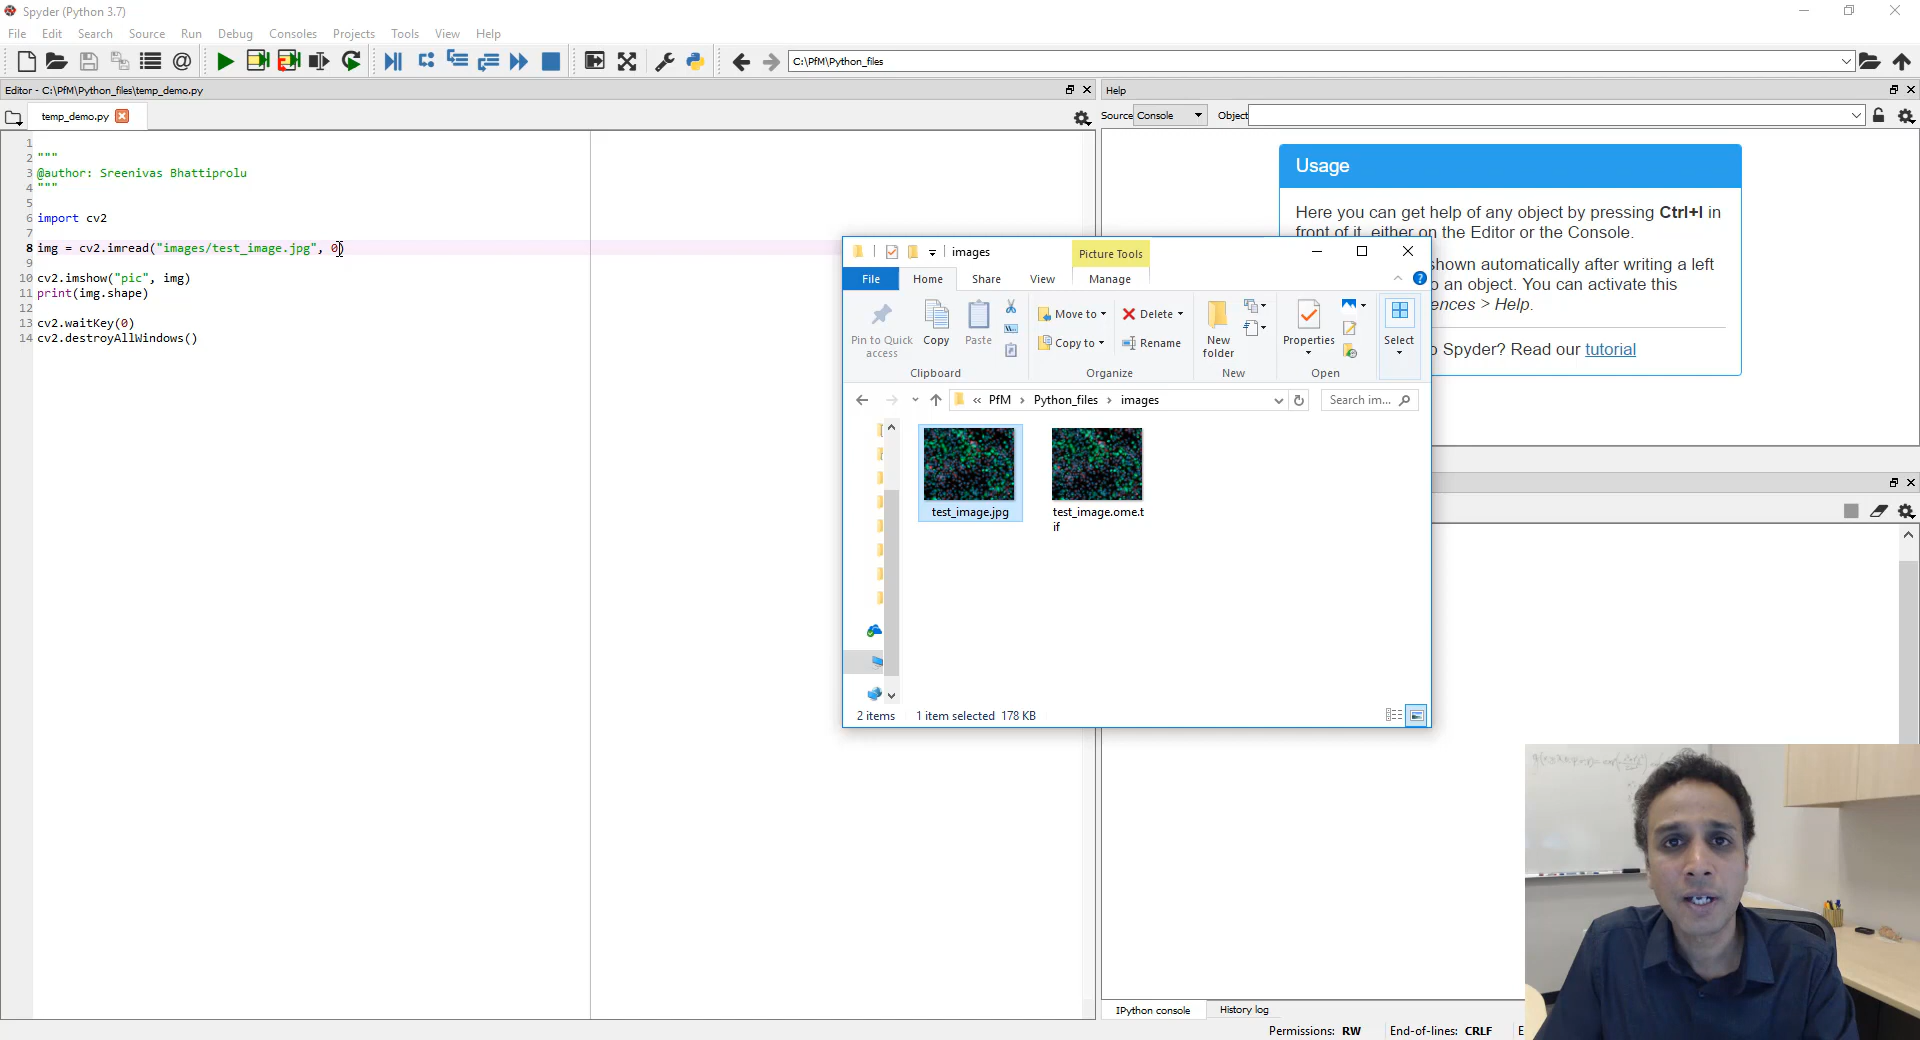 Spyder (Python 3.7)
File Edit Search Source Run Debug Consoles Projects Tools View Help
C:\PfM\Python_files
Editor - C:\PfM\Python_files\temp_demo.py
Help
temp_demo.py
Source Console Object
1
2 """
3 @author: Sreenivas Bhattiprolu
4 """
5
6 import cv2
7
8 img = cv2.imread("images/test_image.jpg", 0)
9
10 cv2.imshow("pic", img)
11 print(img.shape)
12
13 cv2.waitKey(0)
14 cv2.destroyAllWindows()
Usage
Here you can get help of any object by pressing Ctrl+I in
front of it, either on the Editor or the Console.
shown automatically after writing a left
o an object. You can activate this
ences > Help.
o Spyder? Read our tutorial
images
Picture Tools
File Home Share View Manage
Pin to Quick access
Copy
Paste
Clipboard
Move to
Copy to
Delete
Rename
Organize
New folder
New
Properties
Open
Select
« PfM › Python_files › images
Search im...
test_image.jpg
test_image.ome.t
if
2 items 1 item selected 178 KB
IPython console History log
Permissions: RW End-of-lines: CRLF E